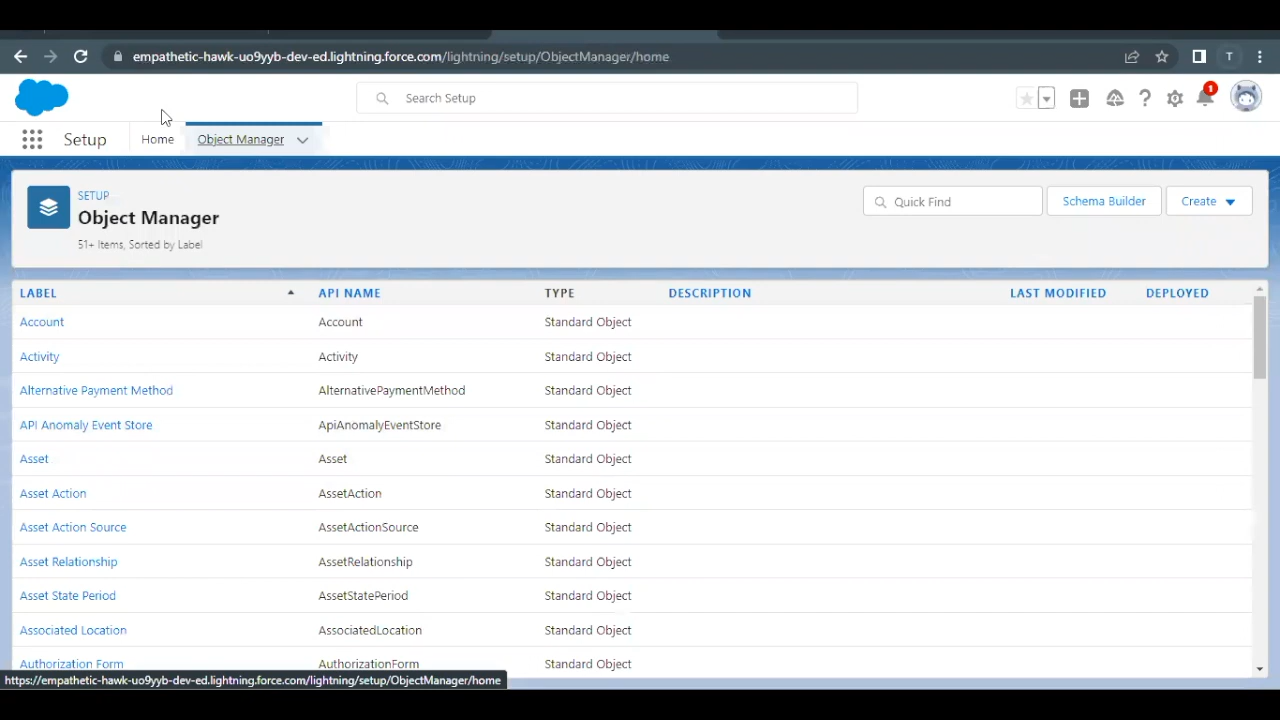 empathetic-hawk-uo9yyb-dev-ed.lightning.force.com/lightning/setup/ObjectManager/home
T
Search Setup
1
Setup
Home
Object Manager
SETUP
Object Manager
51+ Items, Sorted by Label
Quick Find
Schema Builder
Create
LABEL API NAME TYPE DESCRIPTION LAST MODIFIED DEPLOYED
Account Account Standard Object
Activity Activity Standard Object
Alternative Payment Method AlternativePaymentMethod Standard Object
API Anomaly Event Store ApiAnomalyEventStore Standard Object
Asset Asset Standard Object
Asset Action AssetAction Standard Object
Asset Action Source AssetActionSource Standard Object
Asset Relationship AssetRelationship Standard Object
Asset State Period AssetStatePeriod Standard Object
Associated Location AssociatedLocation Standard Object
Authorization Form AuthorizationForm Standard Object
https://empathetic-hawk-uo9yyb-dev-ed.lightning.force.com/lightning/setup/ObjectManager/home